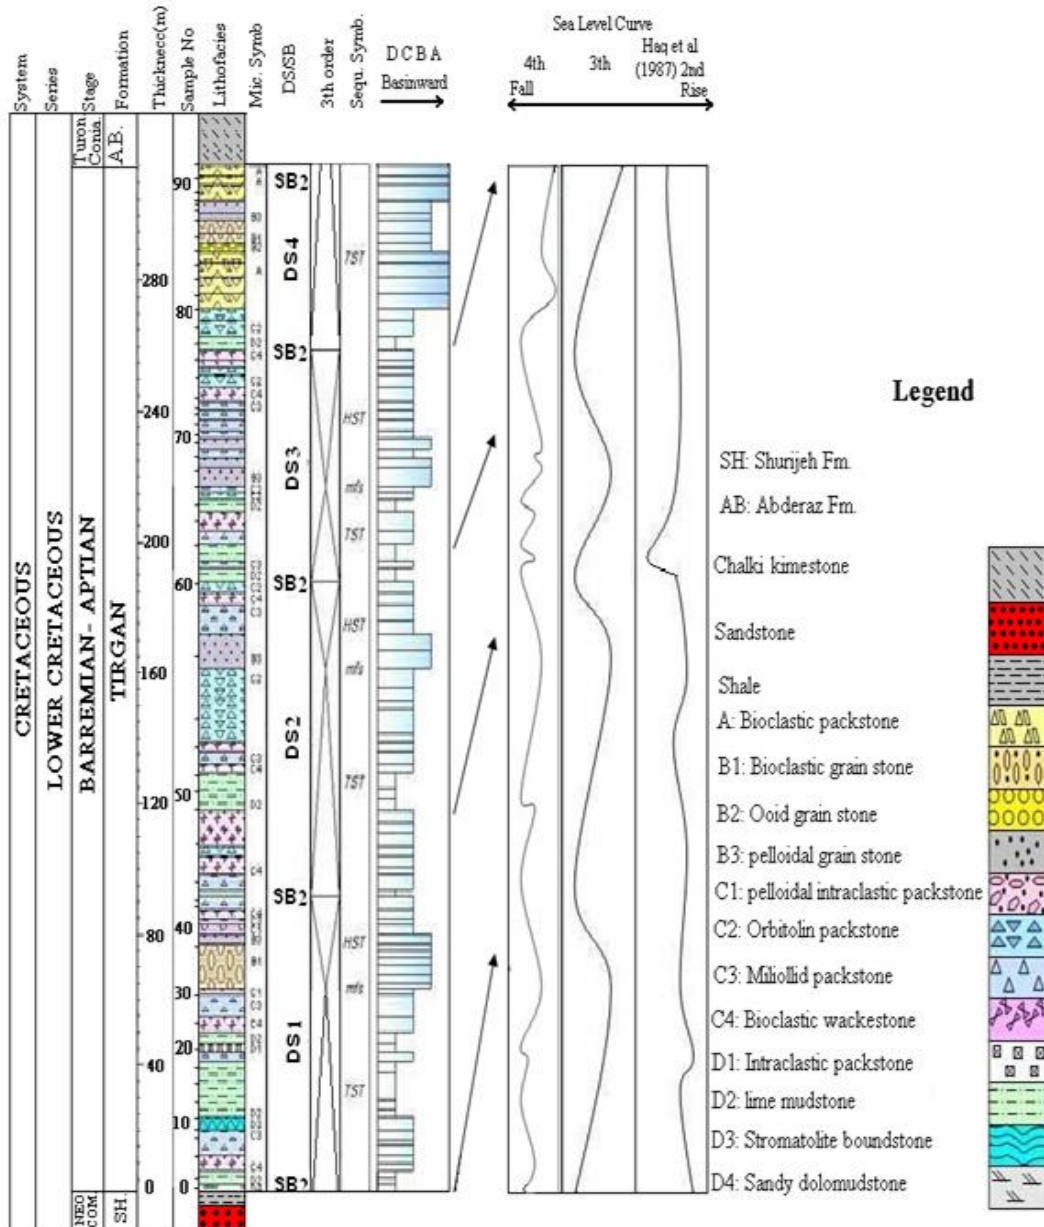 Sea Level Curve
System
Series
Stage
Formation
Thicknecc(m)
Sample No
Lithofacies
Mic. Symb
DS/SB
3th order
Sequ. Symb.
D C B A
Basinward
4th
3th
Haq et al
(1987) 2nd
Fall
Rise
CRETACEOUS
LOWER CRETACEOUS
Turon.
Conia.
BARREMIAN- APTIAN
NEO
COM.
A.B.
TIRGAN
SH.
280
240
200
160
120
80
40
0
90
80
70
60
50
40
30
20
10
0
SB2
DS4
SB2
DS3
SB2
DS2
SB2
DS1
SB2
TST
HST
mfs
TST
HST
mfs
TST
HST
mfs
TST
Legend
SH: Shurijeh Fm.
AB: Abderaz Fm.
Chalki kimestone
Sandstone
Shale
A: Bioclastic packstone
B1: Bioclastic grain stone
B2: Ooid grain stone
B3: pelloidal grain stone
C1: pelloidal intraclastic packstone
C2: Orbitolin packstone
C3: Miliollid packstone
C4: Bioclastic wackestone
D1: Intraclastic packstone
D2: lime mudstone
D3: Stromatolite boundstone
D4: Sandy dolomudstone